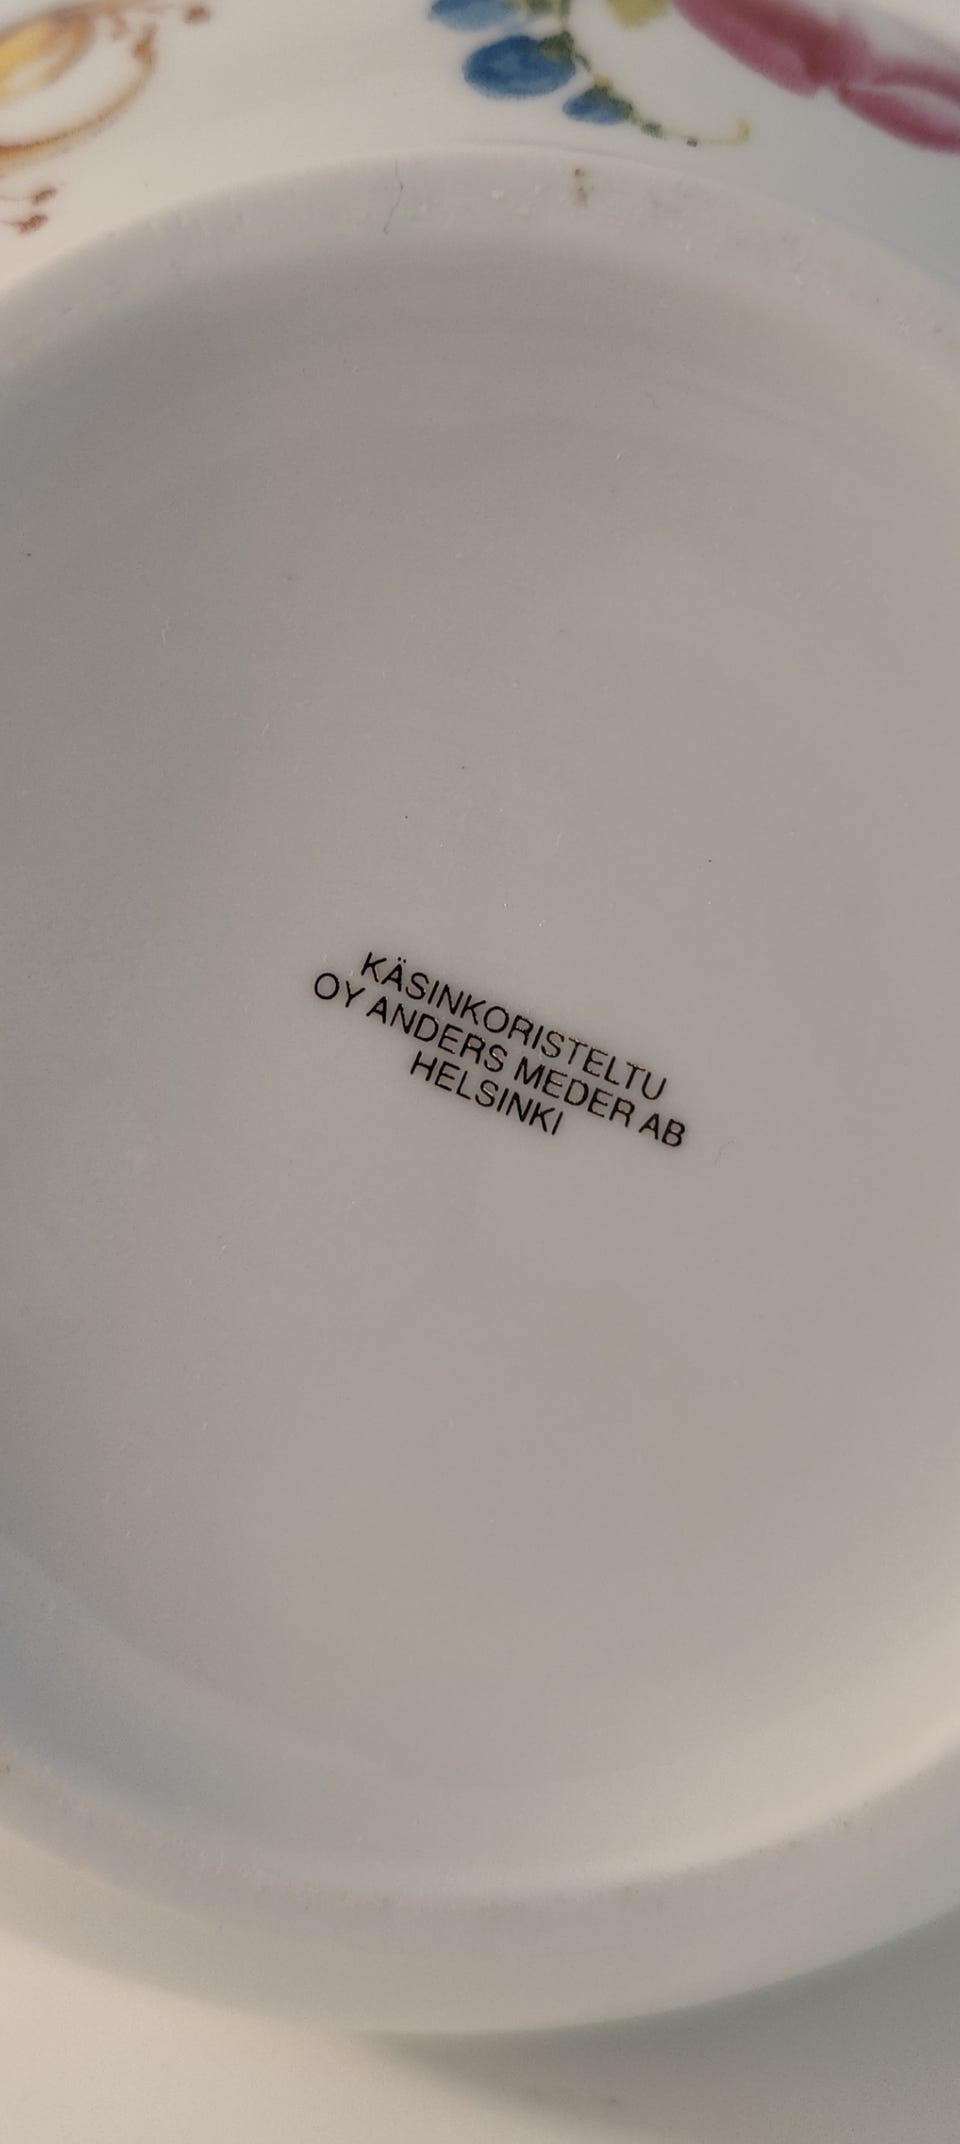 KÄSINKORISTELTU
OY ANDERS MEDER AB
HELSINKI